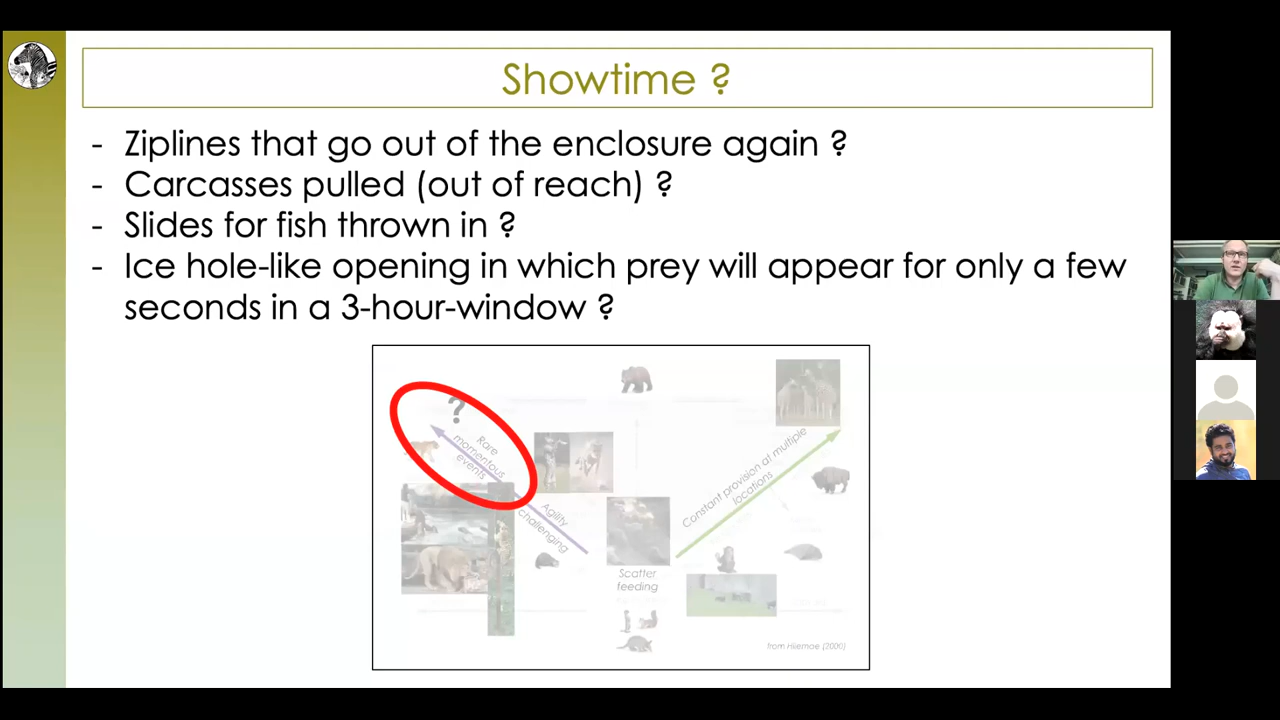 Showtime ?
- Ziplines that go out of the enclosure again ?
- Carcasses pulled (out of reach) ?
- Slides for fish thrown in ?
- Ice hole-like opening in which prey will appear for only a few
seconds in a 3-hour-window ?
?
Rare
momentous
events
Agility
challenging
Constant provision at multiple
locations
Scatter
feeding
from Hiiemae (2000)